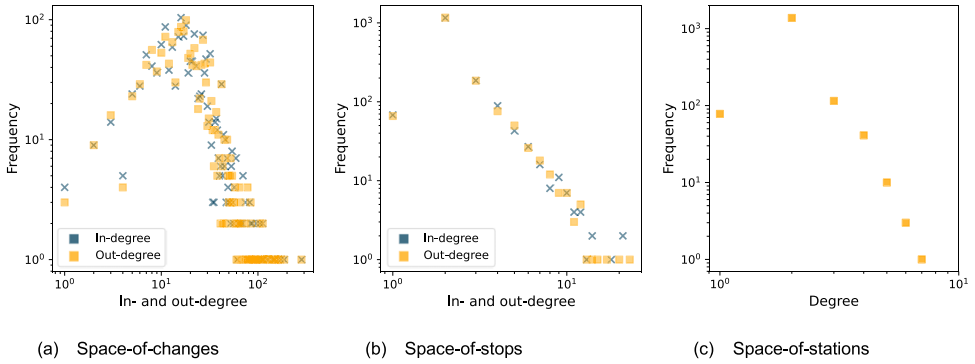 Frequency
10²
10¹
10⁰
In-degree
Out-degree
10⁰ 10¹ 10²
In- and out-degree
(a) Space-of-changes
Frequency
10³
10²
10¹
10⁰
In-degree
Out-degree
10⁰ 10¹
In- and out-degree
(b) Space-of-stops
Frequency
10³
10²
10¹
10⁰
10⁰ 10¹
Degree
(c) Space-of-stations